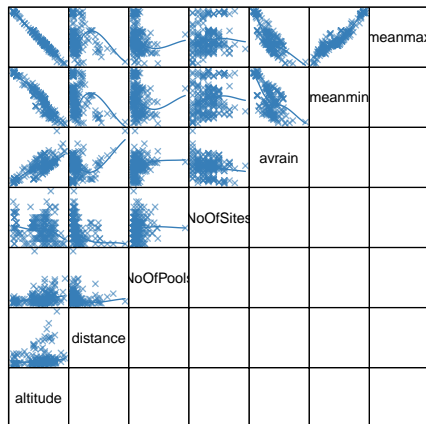 meanmax
meanmin
avrain
NoOfSites
NoOfPools
distance
altitude